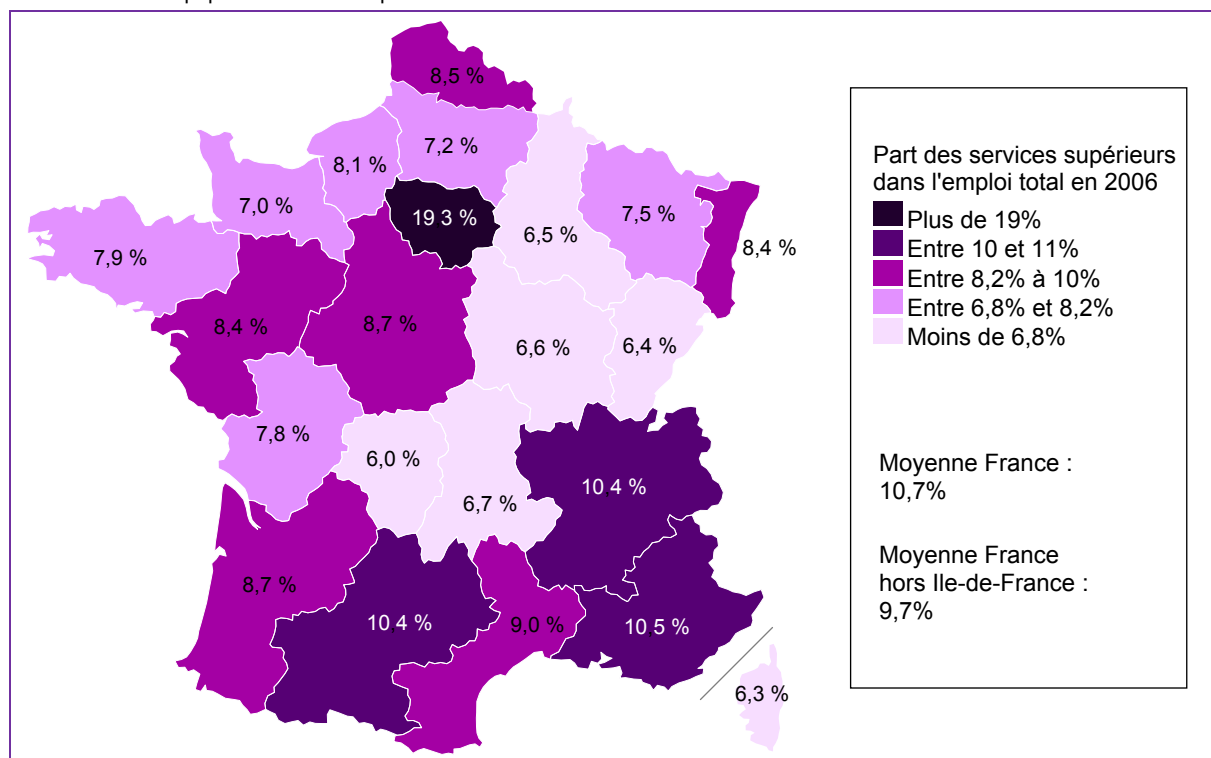 8,5 %
7,2 %
8,1 %
7,0 %
19 3 %
6,5 %
7,5 %
8,4 %
7,9 %
8,4 %
8,7 %
6,6 %
6,4 %
7,8 %
6,0 %
6,7 %
10,4 %
8,7 %
10,4 %
9,0 %
10,5 %
6,3 %
Part des services supérieurs
dans l'emploi total en 2006
Plus de 19%
Entre 10 et 11%
Entre 8,2% à 10%
Entre 6,8% et 8,2%
Moins de 6,8%
Moyenne France :
10,7%
Moyenne France
hors Ile-de-France :
9,7%